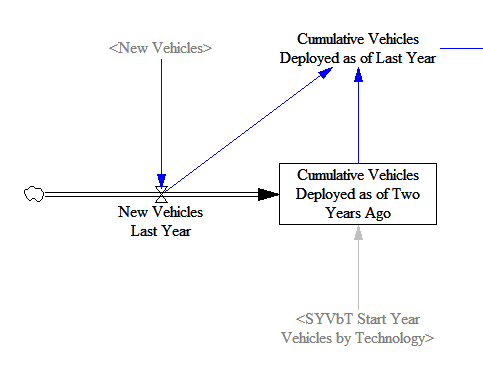 <New Vehicles>
Cumulative Vehicles
Deployed as of Last Year
Cumulative Vehicles
Deployed as of Two
Years Ago
New Vehicles
Last Year
<SYVbT Start Year
Vehicles by Technology>